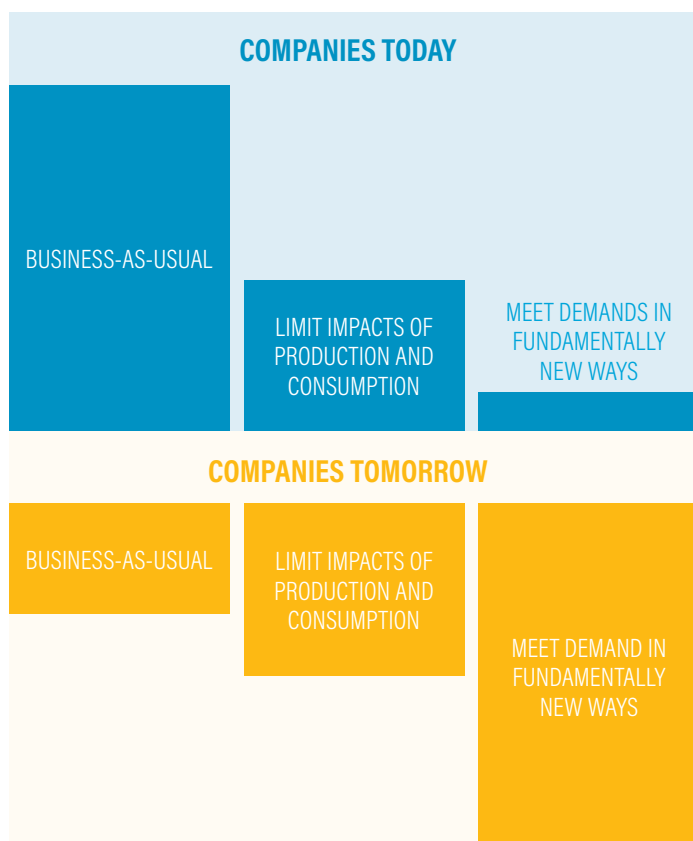 COMPANIES TODAY
BUSINESS-AS-USUAL
LIMIT IMPACTS OF
PRODUCTION AND
CONSUMPTION
MEET DEMANDS IN
FUNDAMENTALLY
NEW WAYS
COMPANIES TOMORROW
BUSINESS-AS-USUAL
LIMIT IMPACTS OF
PRODUCTION AND
CONSUMPTION
MEET DEMAND IN
FUNDAMENTALLY
NEW WAYS